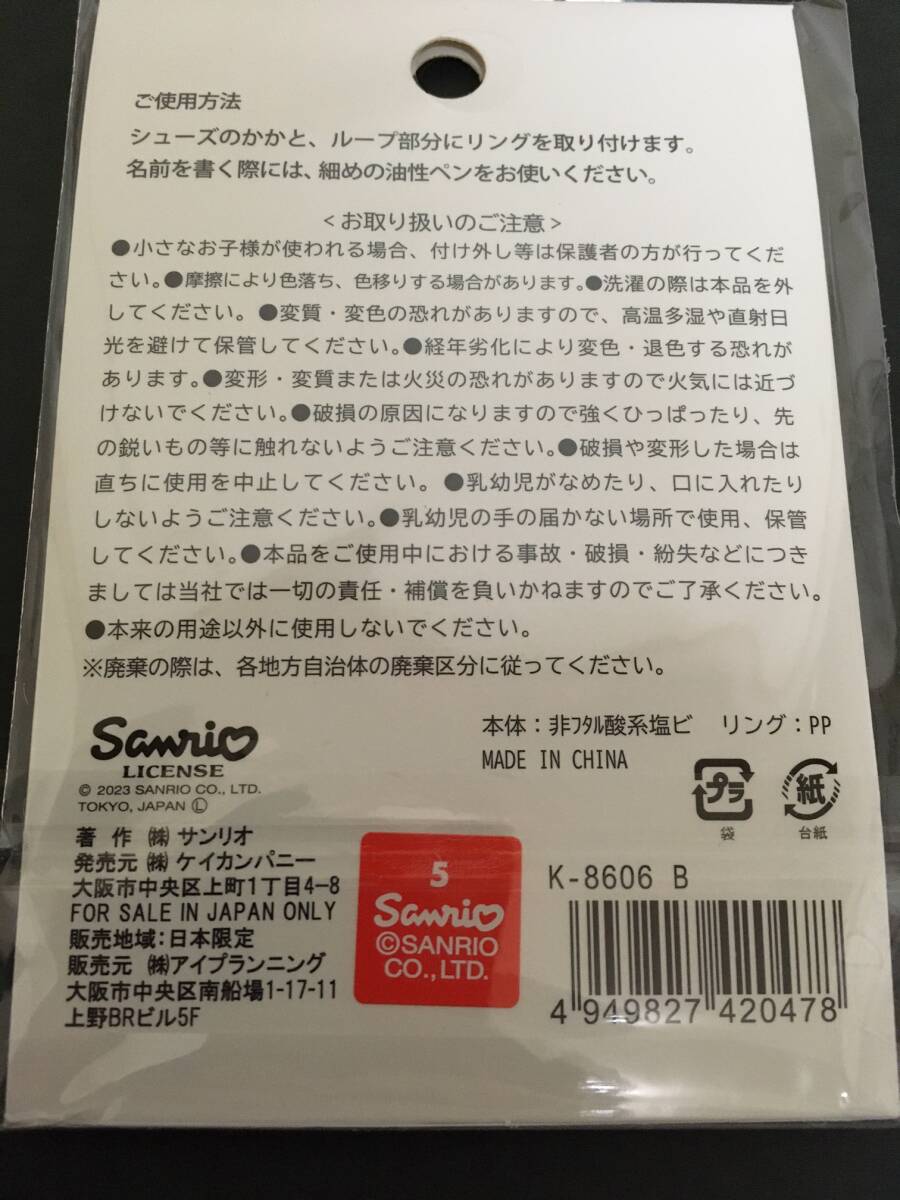 ご使用方法
シューズのかかと、ループ部分にリングを取り付けます。
名前を書く際には、細めの油性ペンをお使いください。
<お取り扱いのご注意>
●小さなお子様が使われる場合、付け外し等は保護者の方が行ってくだ
さい。●摩擦により色落ち、色移りする場合があります。●洗濯の際は本品を外
してください。●変質・変色の恐れがありますので、高温多湿や直射日
光を避けて保管してください。●経年劣化により変色・退色する恐れが
あります。●変形・変質または火災の恐れがありますので火気には近づ
けないでください。●破損の原因になりますので強くひっぱったり、先
の鋭いもの等に触れないようご注意ください。●破損や変形した場合は
直ちに使用を中止してください。●乳幼児がなめたり、口に入れたり
しないようご注意ください。●乳幼児の手の届かない場所で使用、保管
してください。●本品をご使用中における事故・破損・紛失などにつき
ましては当社では一切の責任・補償を負いかねますのでご了承ください。
●本来の用途以外に使用しないでください。
※廃棄の際は、各地方自治体の廃棄区分に従ってください。
Sanrio
LICENSE
© 2023 SANRIO CO., LTD.
TOKYO, JAPAN Ⓛ
本体：非フタル酸系塩ビ リング：PP
MADE IN CHINA
プラ
袋
紙
台紙
著 作 ㈱ サンリオ
発売元 ㈱ ケイカンパニー
大阪市中央区上町1丁目4-8
FOR SALE IN JAPAN ONLY
販売地域：日本限定
販売元 ㈱アイプランニング
大阪市中央区南船場1-17-11
上野BRビル5F
5
Sanrio
©SANRIO
CO.,LTD.
K-8606 B
4 949827 420478